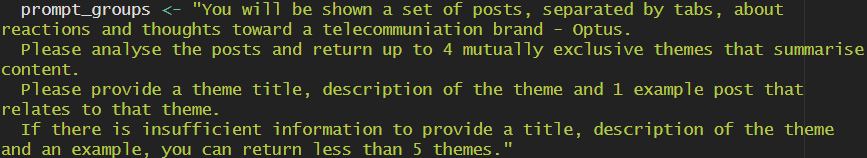 prompt_groups <- "You will be shown a set of posts, separated by tabs, about
reactions and thoughts toward a telecommuniation brand - Optus.
Please analyse the posts and return up to 4 mutually exclusive themes that summarise
content.
Please provide a theme title, description of the theme and 1 example post that
relates to that theme.
If there is insufficient information to provide a title, description of the theme
and an example, you can return less than 5 themes."